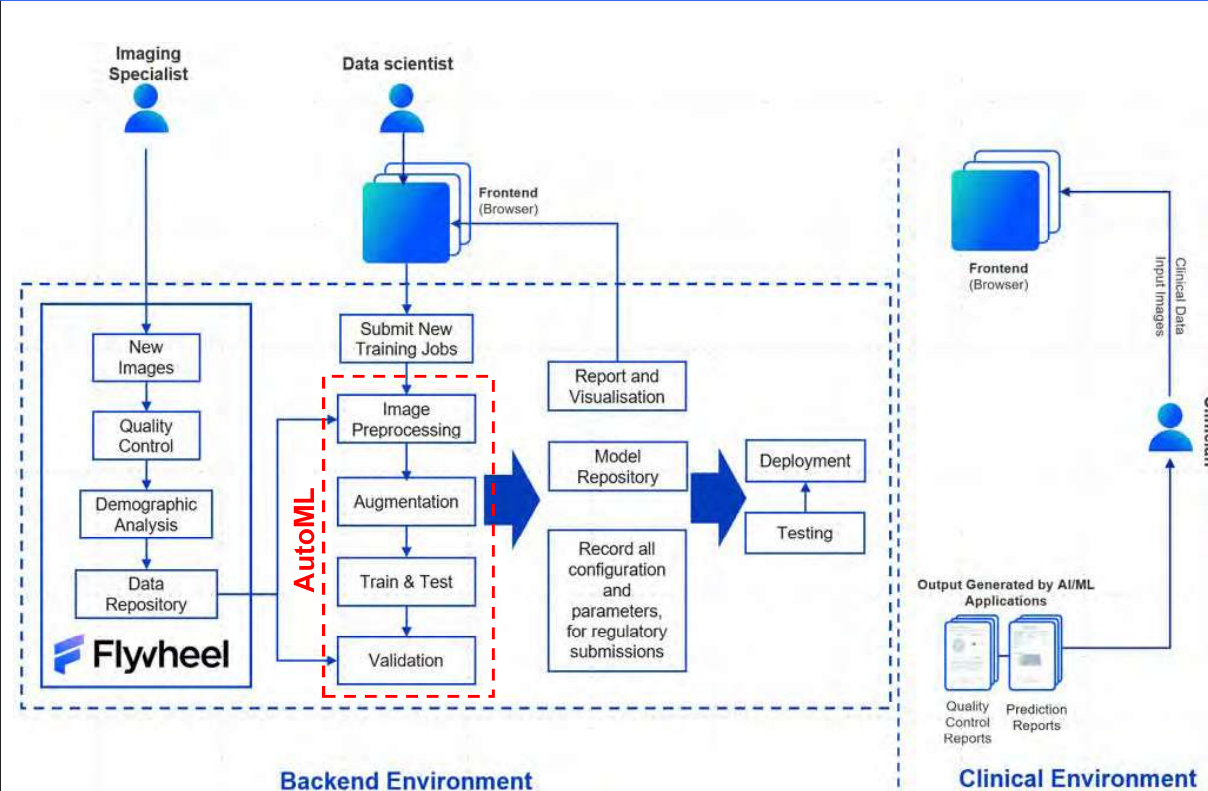 Imaging
Specialist
Data scientist
Frontend
(Browser)
Submit New
Training Jobs
New
Images
Quality
Control
Demographic
Analysis
Data
Repository
Flywheel
AutoML
Image
Preprocessing
Augmentation
Train & Test
Validation
Report and
Visualisation
Model
Repository
Record all
configuration
and
parameters,
for regulatory
submissions
Deployment
Testing
Backend Environment
Frontend
(Browser)
Clinical Data
Input Images
Output Generated by AI/ML
Applications
Quality
Control
Reports
Prediction
Reports
Clinical Environment